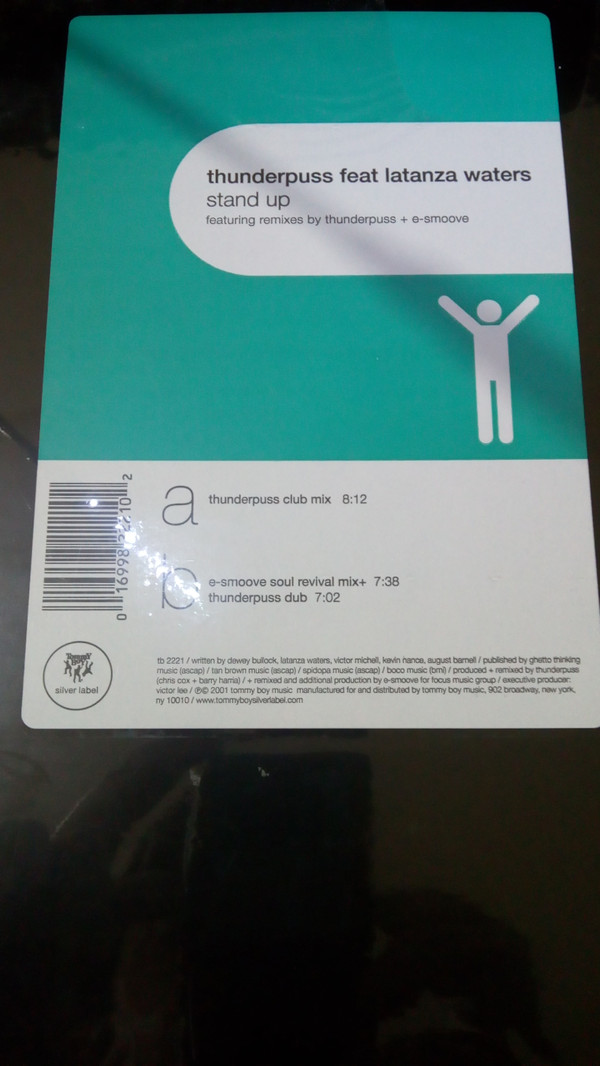 thunderpuss feat latanza waters
stand up
featuring remixes by thunderpuss + e-smoove
a thunderpuss club mix 8:12
b e-smoove soul revival mix+ 7:38
thunderpuss dub 7:02
Tommy Boy
silver label
tb 2221 / written by dewey bullock, latanza waters, victor michell, kevin hance, august barnell / published by ghetto thinking
music (ascap) / tan brown music (ascap) / spidopa music (ascap) / boco music (bmi) / produced + remixed by thunderpuss
(chris cox + barry harris) / + remixed and additional production by e-smoove for focus music group / executive producer:
victor lee / ℗© 2001 tommy boy music manufactured for and distributed by tommy boy music, 902 broadway, new york,
ny 10010 / www.tommyboysilverlabel.com